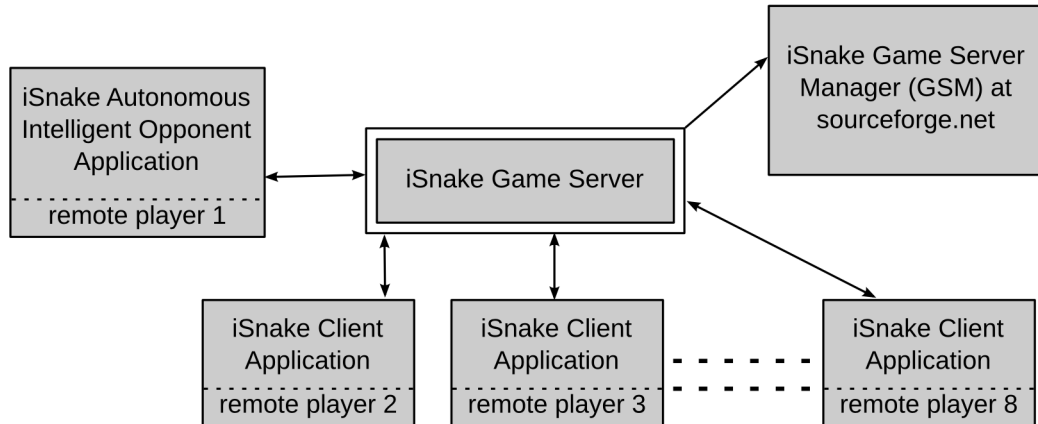 iSnake Autonomous
Intelligent Opponent
Application
remote player 1
iSnake Game Server
iSnake Game Server
Manager (GSM) at
sourceforge.net
iSnake Client
Application
remote player 2
iSnake Client
Application
remote player 3
iSnake Client
Application
remote player 8